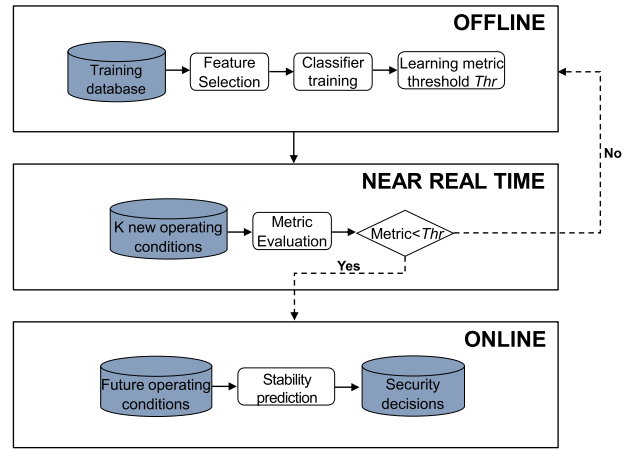 OFFLINE
Training
database
Feature
Selection
Classifier
training
Learning metric
threshold Thr
No
NEAR REAL TIME
K new operating
conditions
Metric
Evaluation
Metric<Thr
Yes
ONLINE
Future operating
conditions
Stability
prediction
Security
decisions